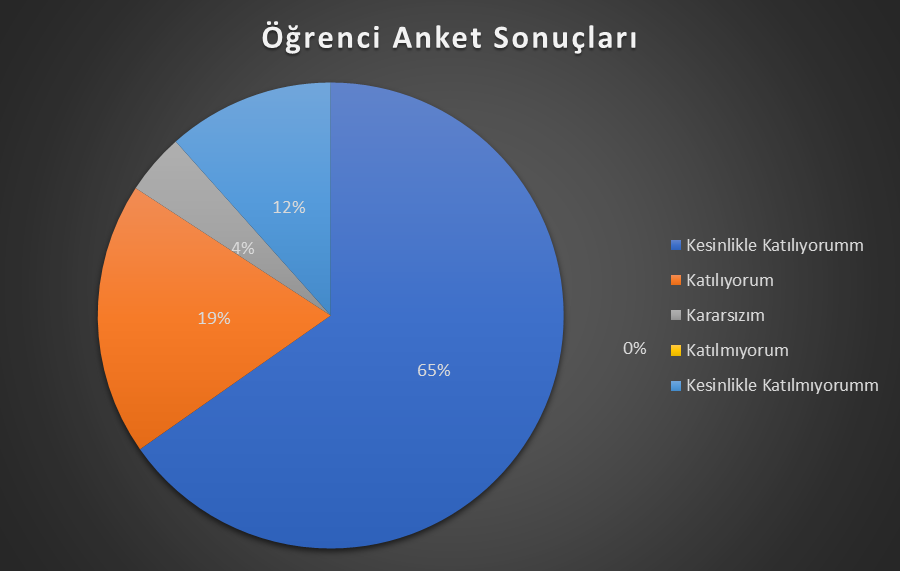 Öğrenci Anket Sonuçları
12%
4%
19%
65%
0%
Kesinlikle Katılıyorumm
Katılıyorum
Kararsızım
Katılmıyorum
Kesinlikle Katılmıyorumm